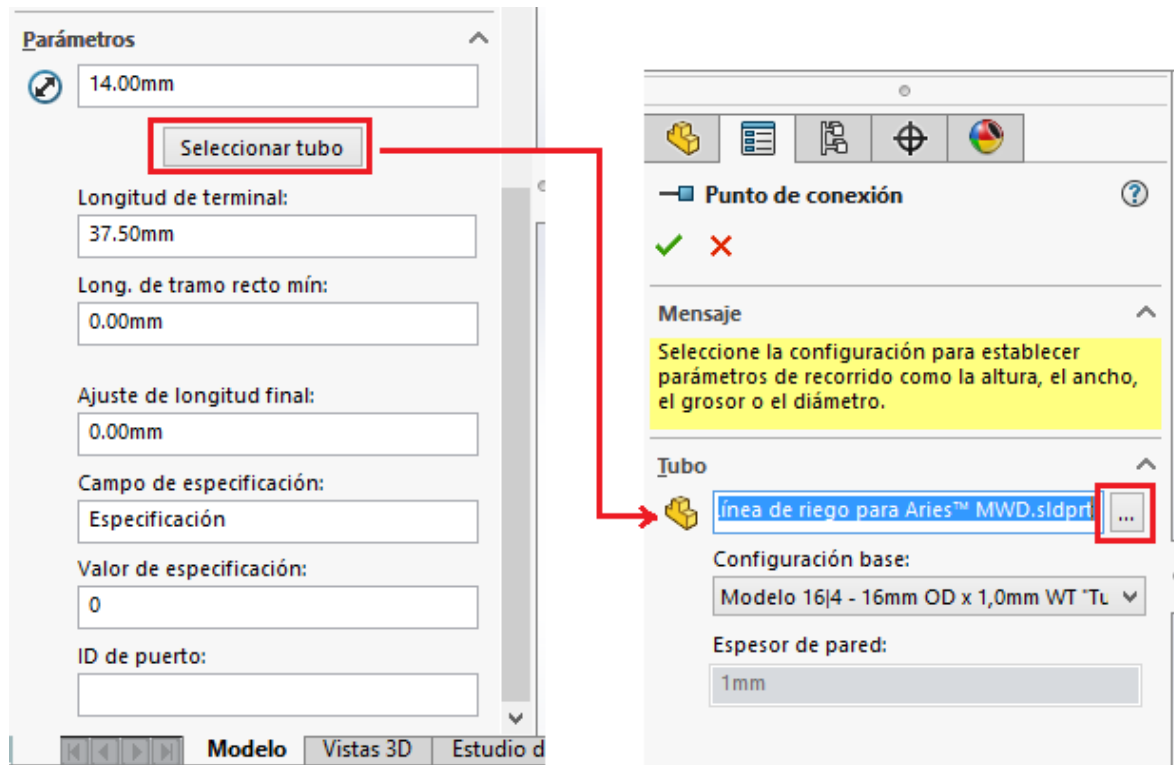 Parámetros
14.00mm
Seleccionar tubo
Longitud de terminal:
37.50mm
Long. de tramo recto mín:
0.00mm
Ajuste de longitud final:
0.00mm
Campo de especificación:
Especificación
Valor de especificación:
0
ID de puerto:
Modelo
Vistas 3D
Estudio d
Punto de conexión
?
Mensaje
Seleccione la configuración para establecer
parámetros de recorrido como la altura, el ancho,
el grosor o el diámetro.
Tubo
ínea de riego para Aries™ MWD.sldprt
...
Configuración base:
Modelo 16|4 - 16mm OD x 1,0mm WT "Tu
Espesor de pared:
1mm